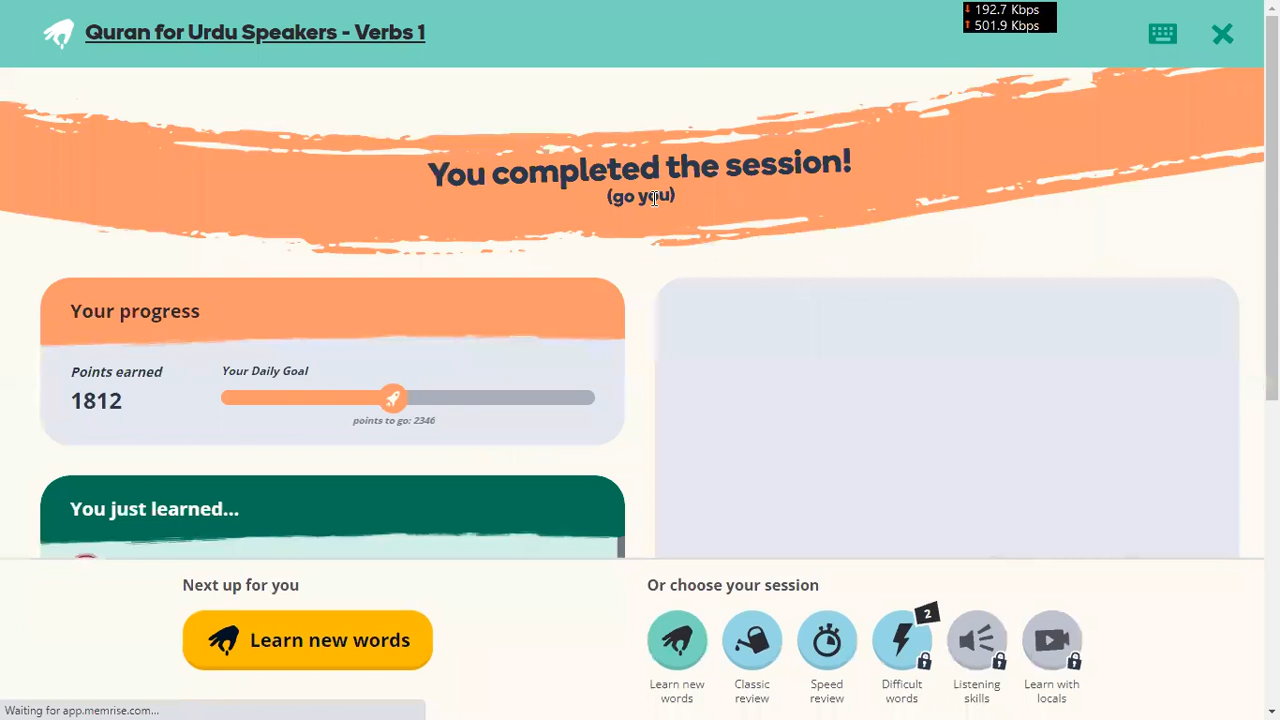 Quran for Urdu Speakers - Verbs 1
192.7 Kbps
501.9 Kbps
You completed the session!
(go you)
Your progress
Points earned
1812
Your Daily Goal
points to go: 2346
You just learned...
Next up for you
Learn new words
Or choose your session
Learn new words
Classic review
Speed review
2
Difficult words
Listening skills
Learn with locals
Waiting for app.memrise.com...